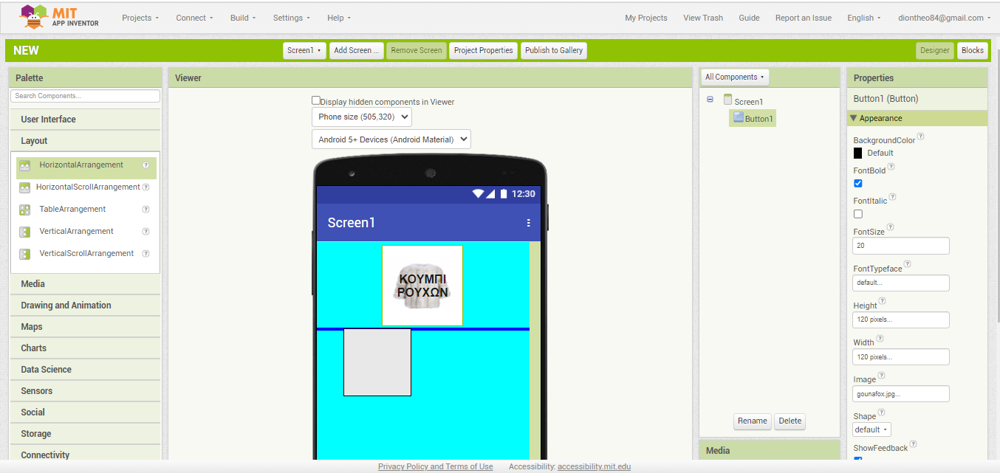 MIT
APP INVENTOR
Projects
Connect
Build
Settings
Help
My Projects
View Trash
Guide
Report an Issue
English
diontheo84@gmail.com
NEW
Screen1
Add Screen ...
Remove Screen
Project Properties
Publish to Gallery
Designer
Blocks
Palette
Search Components...
User Interface
Layout
HorizontalArrangement ?
HorizontalScrollArrangement ?
TableArrangement ?
VerticalArrangement ?
VerticalScrollArrangement ?
Media
Drawing and Animation
Maps
Charts
Data Science
Sensors
Social
Storage
Connectivity
Viewer
Display hidden components in Viewer
Phone size (505,320)
Android 5+ Devices (Android Material)
12:30
Screen1
ΚΟΥΜΠΙ
ΡΟΥΧΩΝ
All Components
Screen1
Button1
Rename
Delete
Media
Properties
Button1 (Button)
Appearance
BackgroundColor ?
Default
FontBold ?
FontItalic ?
FontSize ?
20
FontTypeface ?
default...
Height ?
120 pixels...
Width ?
120 pixels...
Image ?
gounafox.jpg...
Shape ?
default
ShowFeedback ?
Privacy Policy and Terms of Use
Accessibility: accessibility.mit.edu